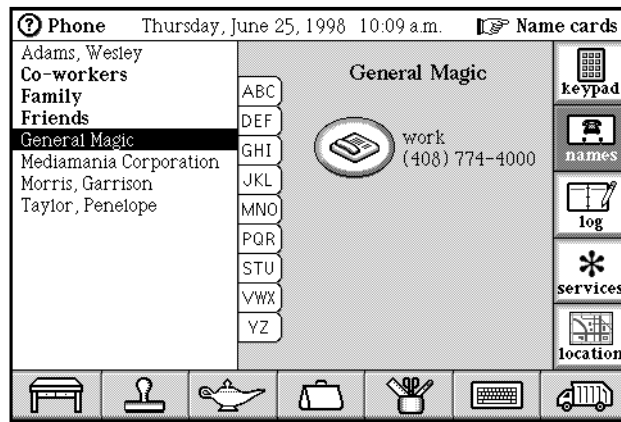 ? Phone Thursday, June 25, 1998 10:09 a.m. Name cards
Adams, Wesley
Co-workers
Family
Friends
General Magic
Mediamania Corporation
Morris, Garrison
Taylor, Penelope
ABC
DEF
GHI
JKL
MNO
PQR
STU
VWX
YZ
General Magic
work
(408) 774-4000
keypad
names
log
services
location